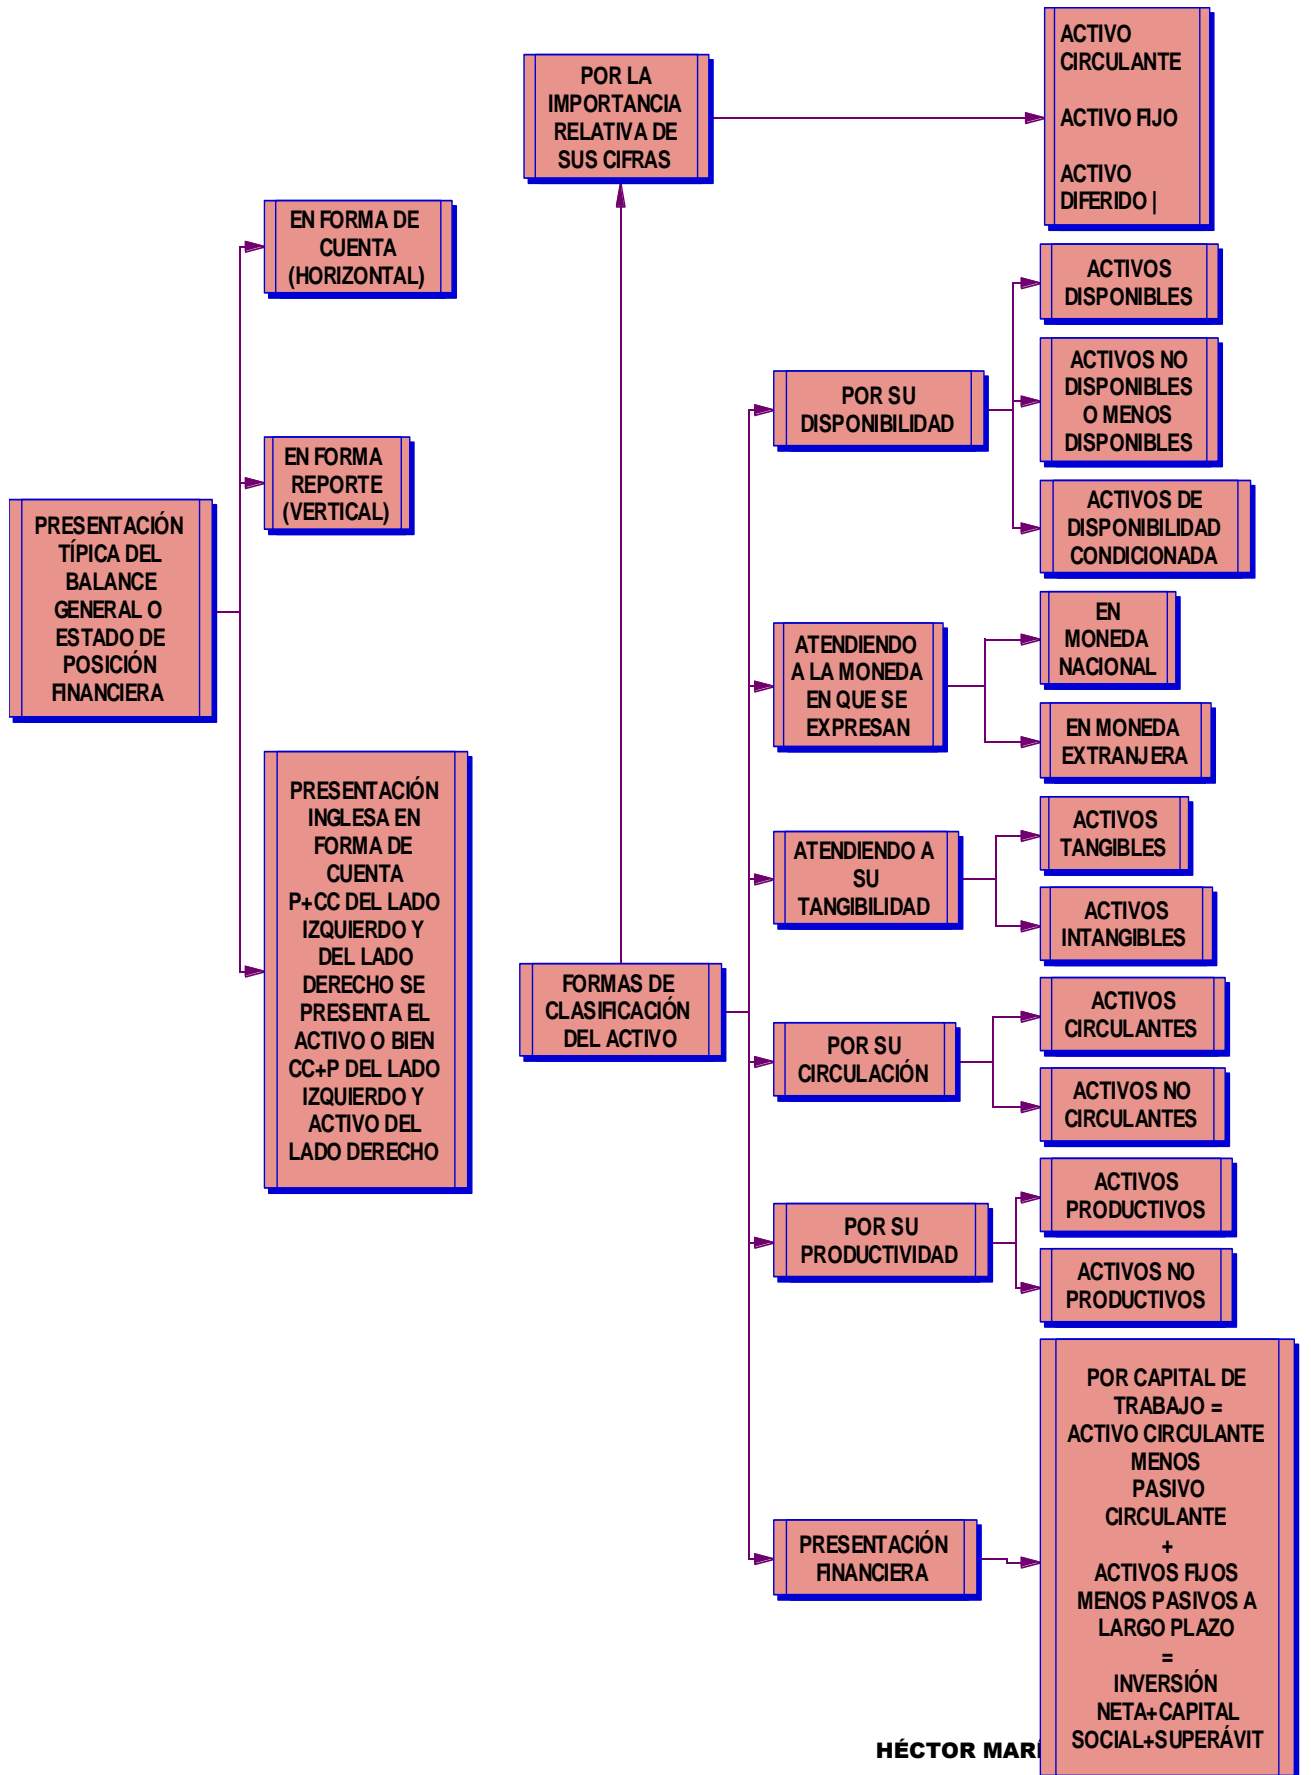 PRESENTACIÓN
TÍPICA DEL
BALANCE
GENERAL O
ESTADO DE
POSICIÓN
FINANCIERA
EN FORMA DE
CUENTA
(HORIZONTAL)
EN FORMA
REPORTE
(VERTICAL)
PRESENTACIÓN
INGLESA EN
FORMA DE
CUENTA
P+CC DEL LADO
IZQUIERDO Y
DEL LADO
DERECHO SE
PRESENTA EL
ACTIVO O BIEN
CC+P DEL LADO
IZQUIERDO Y
ACTIVO DEL
LADO DERECHO
FORMAS DE
CLASIFICACIÓN
DEL ACTIVO
POR LA
IMPORTANCIA
RELATIVA DE
SUS CIFRAS
ACTIVO
CIRCULANTE
ACTIVO FIJO
ACTIVO
DIFERIDO |
POR SU
DISPONIBILIDAD
ACTIVOS
DISPONIBLES
ACTIVOS NO
DISPONIBLES
O MENOS
DISPONIBLES
ACTIVOS DE
DISPONIBILIDAD
CONDICIONADA
ATENDIENDO
A LA MONEDA
EN QUE SE
EXPRESAN
EN
MONEDA
NACIONAL
EN MONEDA
EXTRANJERA
ATENDIENDO A
SU
TANGIBILIDAD
ACTIVOS
TANGIBLES
ACTIVOS
INTANGIBLES
POR SU
CIRCULACIÓN
ACTIVOS
CIRCULANTES
ACTIVOS NO
CIRCULANTES
POR SU
PRODUCTIVIDAD
ACTIVOS
PRODUCTIVOS
ACTIVOS NO
PRODUCTIVOS
PRESENTACIÓN
FINANCIERA
POR CAPITAL DE
TRABAJO =
ACTIVO CIRCULANTE
MENOS
PASIVO
CIRCULANTE
+
ACTIVOS FIJOS
MENOS PASIVOS A
LARGO PLAZO
=
INVERSIÓN
NETA+CAPITAL
SOCIAL+SUPERÁVIT
HÉCTOR